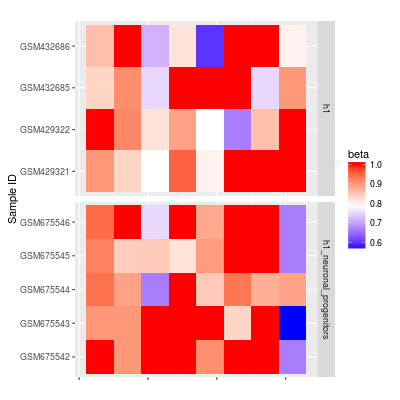 GSM432686
GSM432685
GSM429322
GSM429321
h1
GSM675546
GSM675545
GSM675544
GSM675543
GSM675542
h1_neuronal_progenitors
Sample ID
beta
1.0
0.9
0.8
0.7
0.6